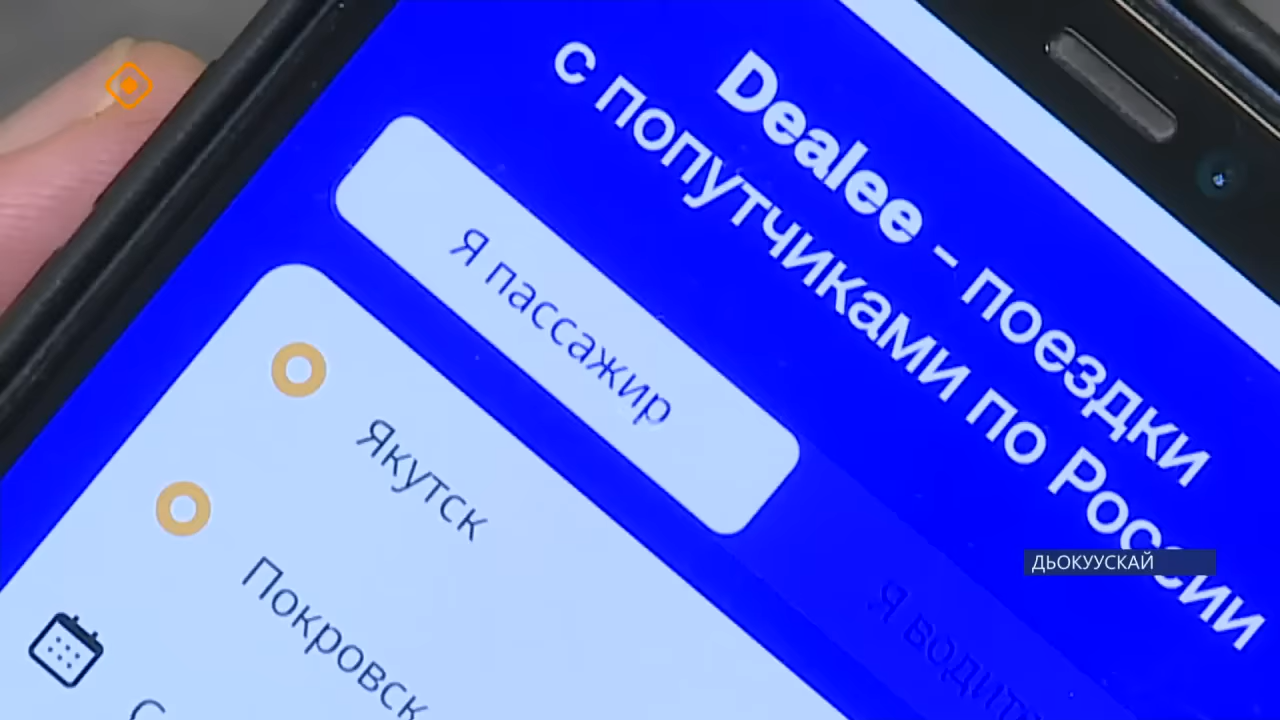 Dealee – поездки
с попутчиками по России
Я пассажир
Я
Якутск
Покровск
ДЬОКУУСКАЙ